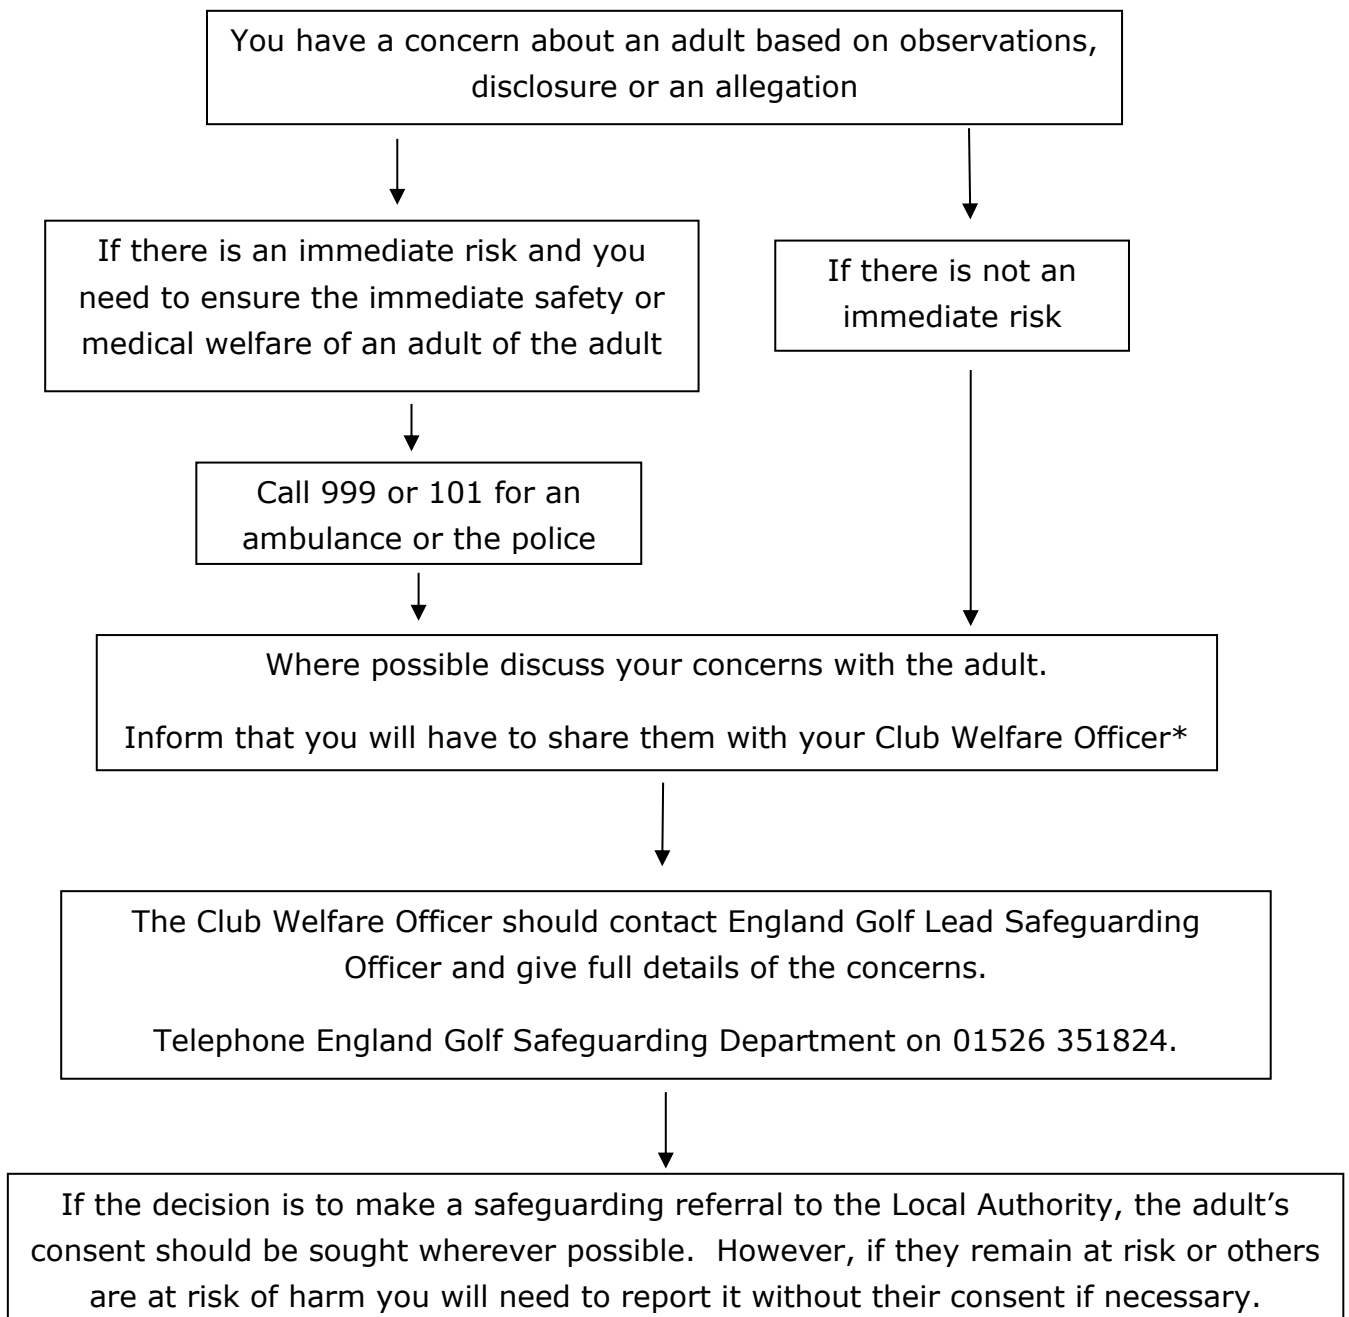 You have a concern about an adult based on observations,
disclosure or an allegation
If there is an immediate risk and you
need to ensure the immediate safety or
medical welfare of an adult of the adult
If there is not an
immediate risk
Call 999 or 101 for an
ambulance or the police
Where possible discuss your concerns with the adult.
Inform that you will have to share them with your Club Welfare Officer*
The Club Welfare Officer should contact England Golf Lead Safeguarding
Officer and give full details of the concerns.
Telephone England Golf Safeguarding Department on 01526 351824.
If the decision is to make a safeguarding referral to the Local Authority, the adult’s
consent should be sought wherever possible.  However, if they remain at risk or others
are at risk of harm you will need to report it without their consent if necessary.